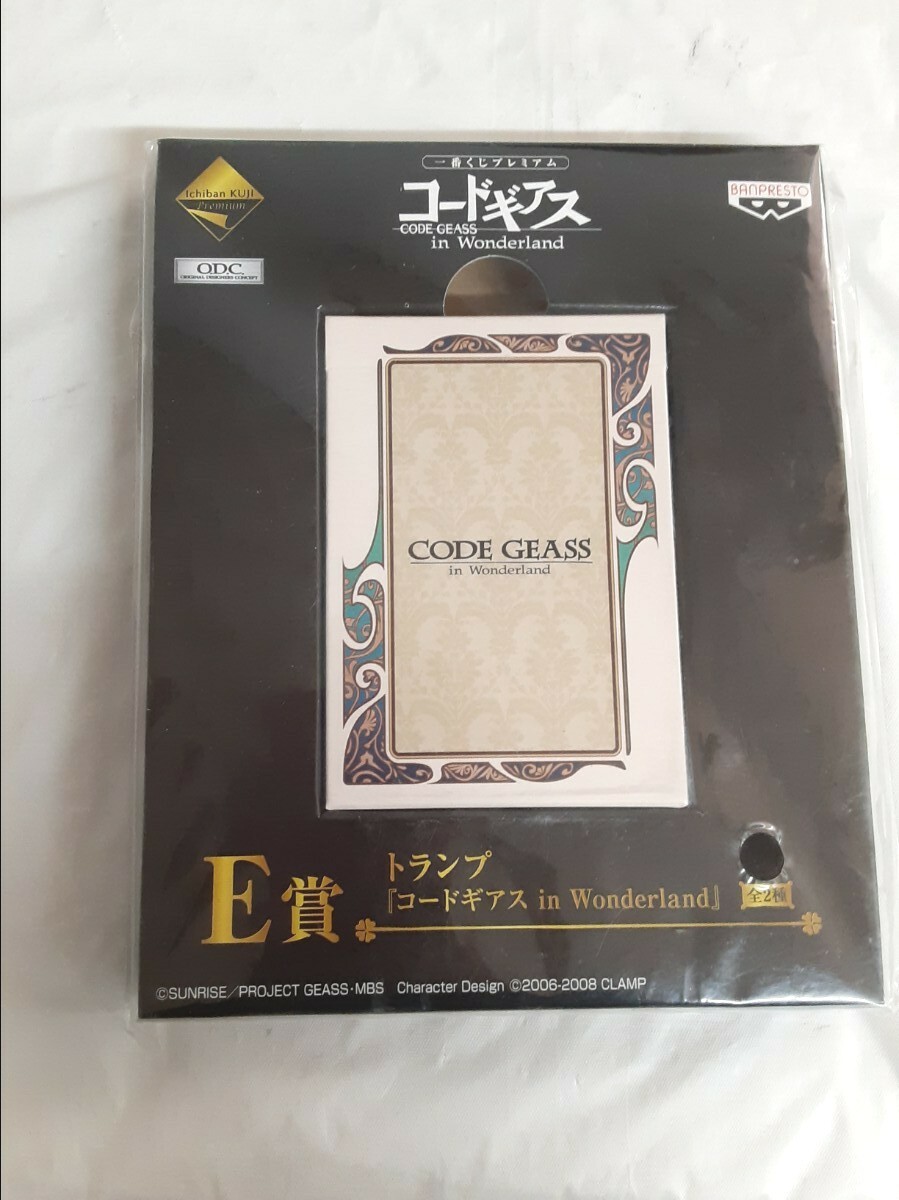 Ichiban KUJI
Premium
O.D.C.
ORIGINAL DESIGNERS CONCEPT
一番くじプレミアム
コードギアス
CODE GEASS
in Wonderland
BANPRESTO
CODE GEASS
in Wonderland
E賞
トランプ
『コードギアス in Wonderland』
全2種
©SUNRISE/PROJECT GEASS・MBS Character Design ©2006-2008 CLAMP